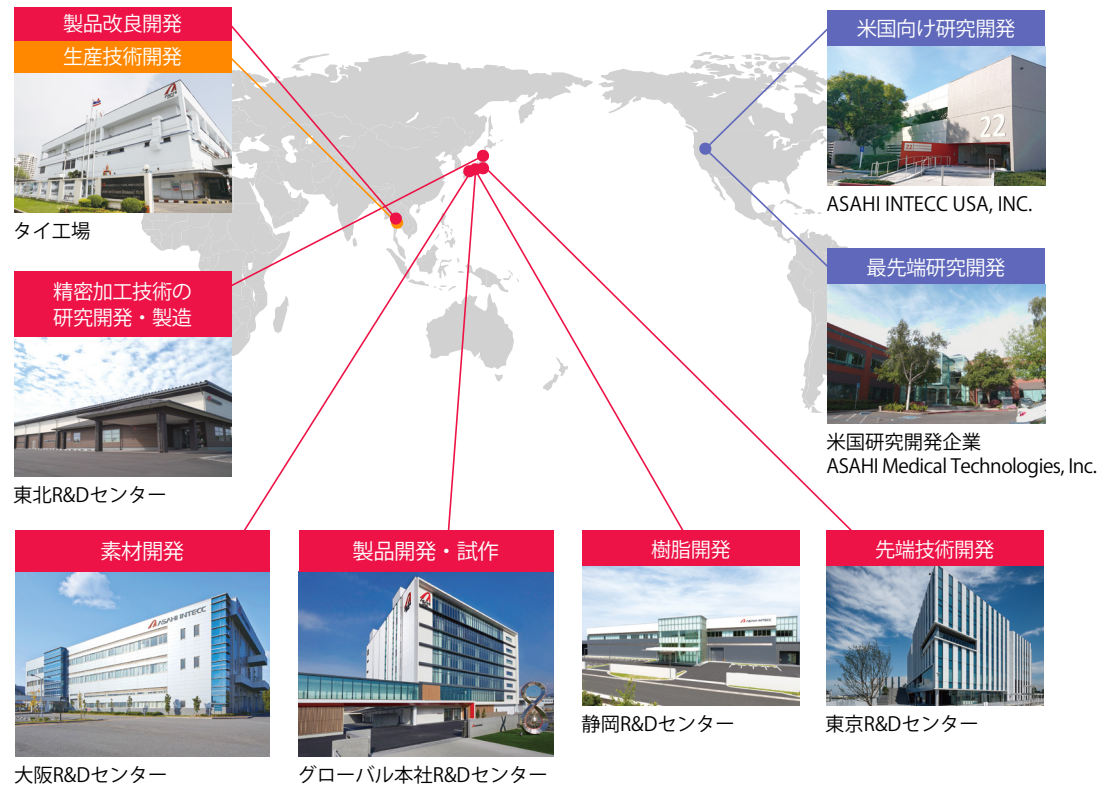 製品改良開発
生産技術開発
タイ工場
米国向け研究開発
22
22
ASAHI INTECC USA, INC.
精密加工技術の
研究開発・製造
東北R&Dセンター
最先端研究開発
米国研究開発企業
ASAHI Medical Technologies, Inc.
素材開発
ASAHI INTECC
大阪R&Dセンター
製品開発・試作
グローバル本社R&Dセンター
樹脂開発
ASAHI INTECC
静岡R&Dセンター
先端技術開発
東京R&Dセンター